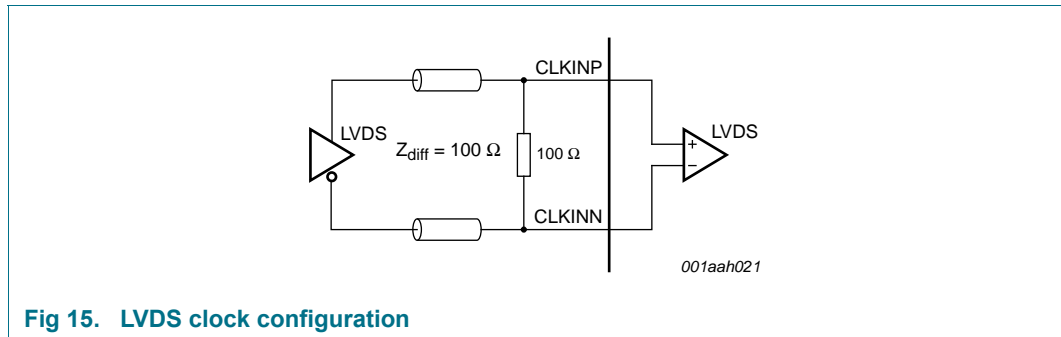 CLKINP
LVDS
Zdiff = 100 Ω
100 Ω
LVDS
+
−
CLKINN
001aah021
Fig 15. LVDS clock configuration